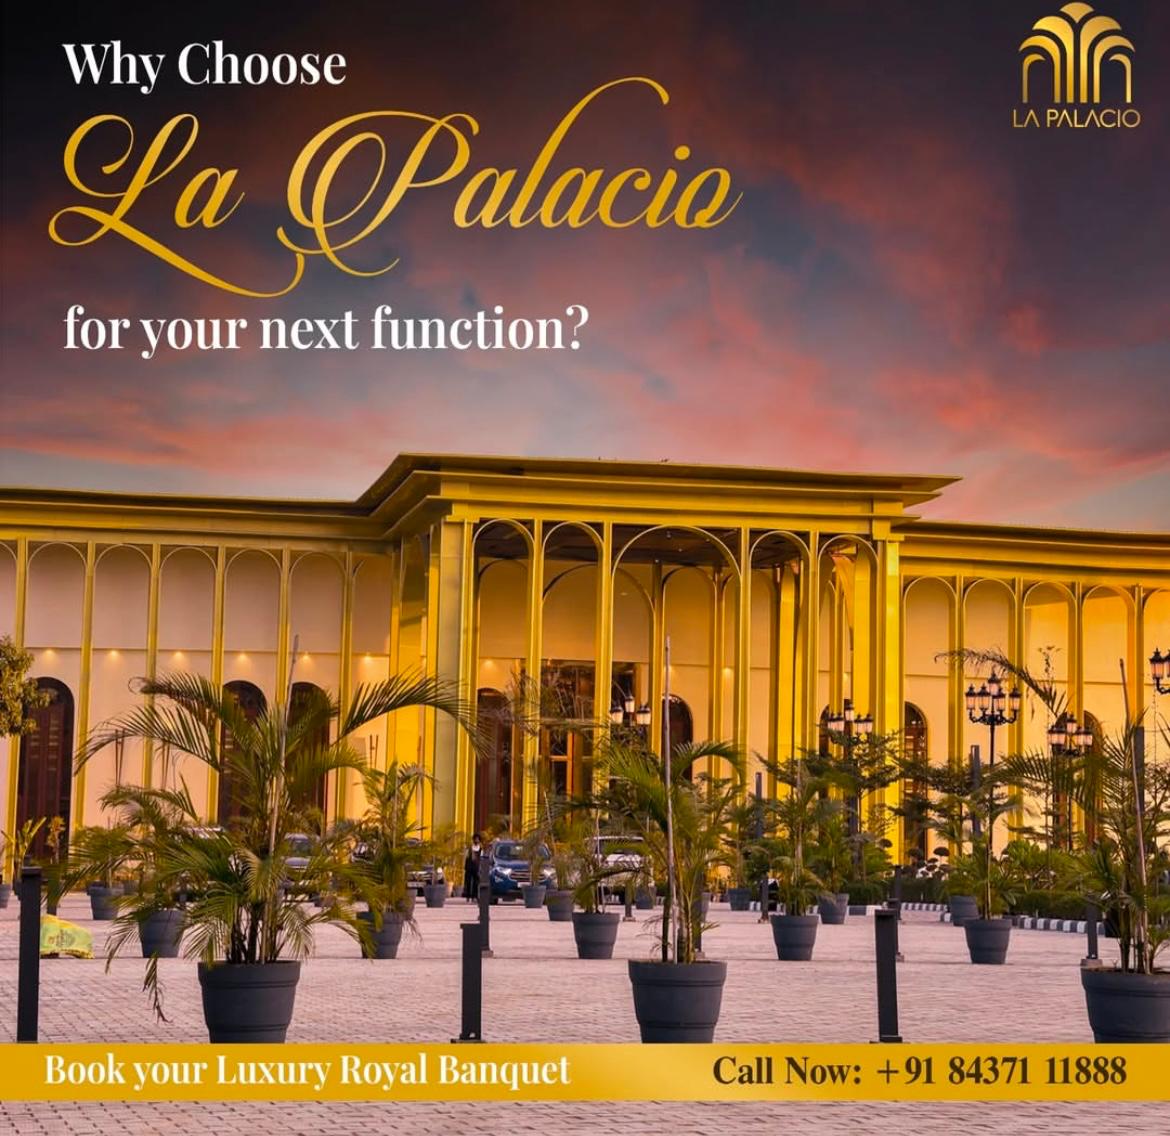 Why Choose
La Palacio
for your next function?
LA PALACIO
Book your Luxury Royal Banquet
Call Now: +91 84371 11888